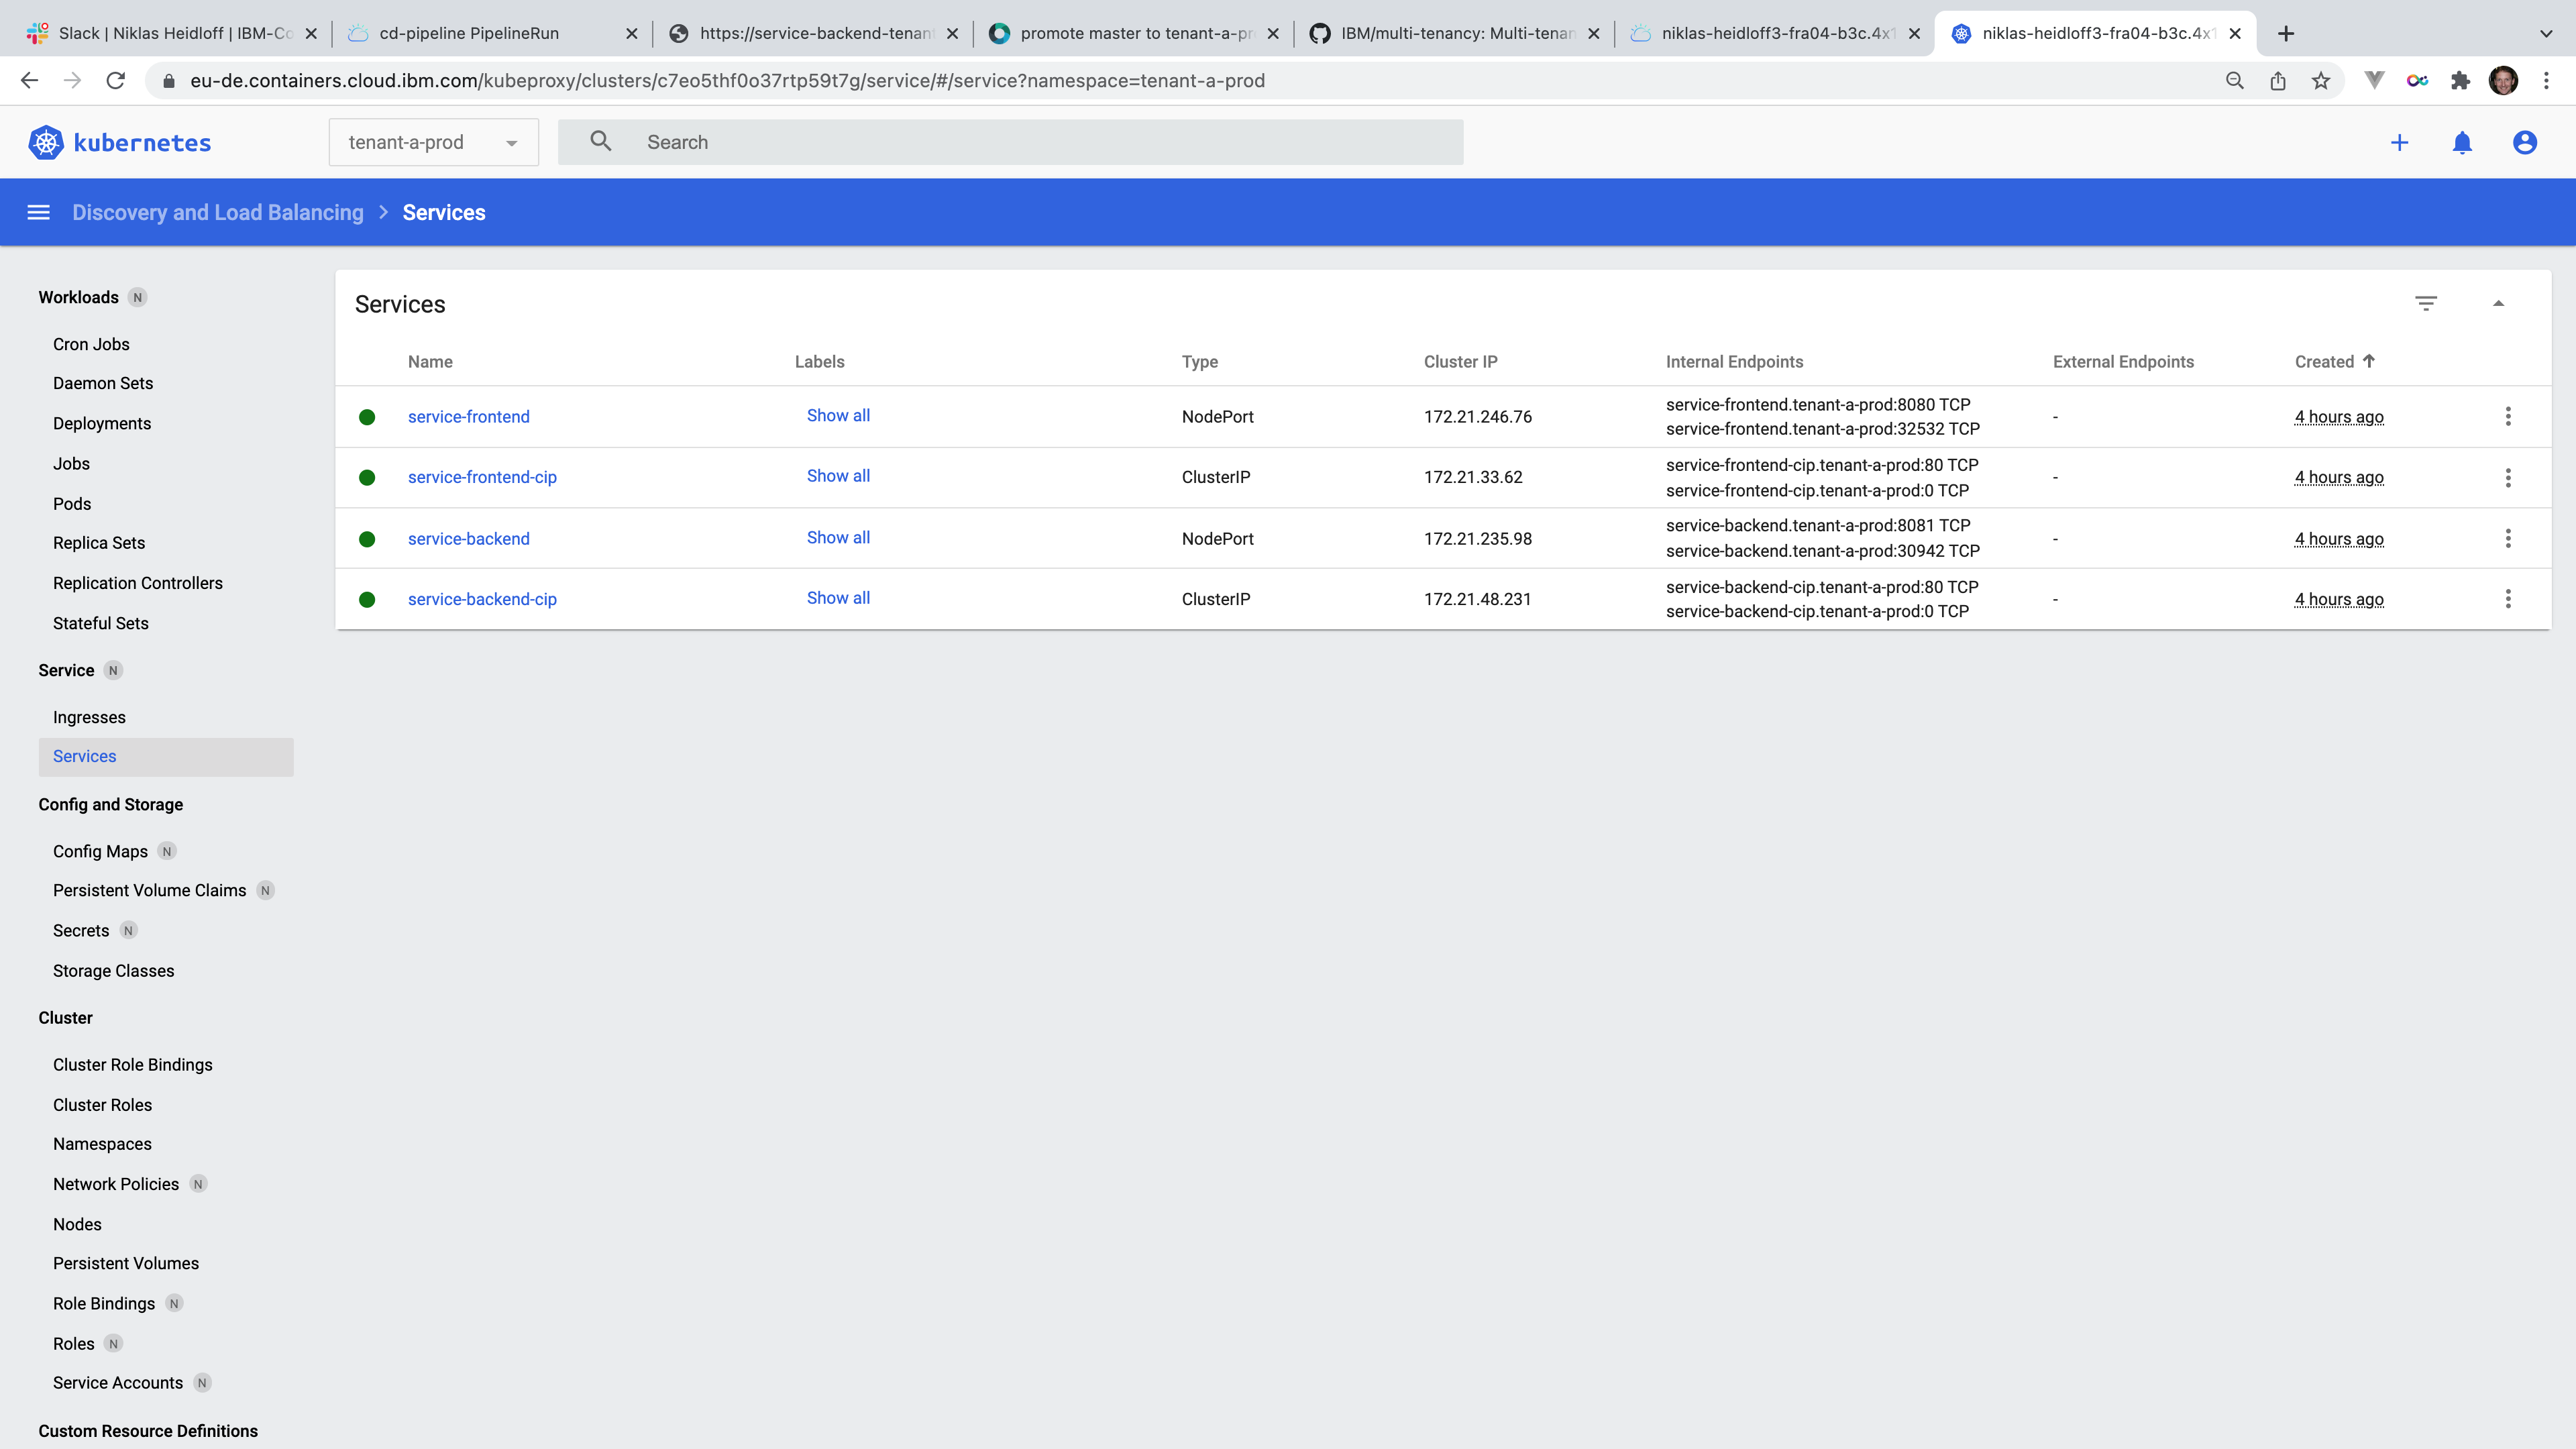 Slack | Niklas Heidloff | IBM-Co
cd-pipeline PipelineRun
https://service-backend-tenant
promote master to tenant-a-pr
IBM/multi-tenancy: Multi-tenan
niklas-heidloff3-fra04-b3c.4x1
niklas-heidloff3-fra04-b3c.4x1
eu-de.containers.cloud.ibm.com/kubeproxy/clusters/c7eo5thf0o37rtp59t7g/service/#/service?namespace=tenant-a-prod
kubernetes
tenant-a-prod
Search
Discovery and Load Balancing > Services
Workloads N
Cron Jobs
Daemon Sets
Deployments
Jobs
Pods
Replica Sets
Replication Controllers
Stateful Sets
Service N
Ingresses
Services
Config and Storage
Config Maps N
Persistent Volume Claims N
Secrets N
Storage Classes
Cluster
Cluster Role Bindings
Cluster Roles
Namespaces
Network Policies N
Nodes
Persistent Volumes
Role Bindings N
Roles N
Service Accounts N
Custom Resource Definitions
Services
Name Labels Type Cluster IP Internal Endpoints External Endpoints Created
service-frontend Show all NodePort 172.21.246.76 service-frontend.tenant-a-prod:8080 TCP - 4 hours ago
service-frontend.tenant-a-prod:32532 TCP
service-frontend-cip Show all ClusterIP 172.21.33.62 service-frontend-cip.tenant-a-prod:80 TCP - 4 hours ago
service-frontend-cip.tenant-a-prod:0 TCP
service-backend Show all NodePort 172.21.235.98 service-backend.tenant-a-prod:8081 TCP - 4 hours ago
service-backend.tenant-a-prod:30942 TCP
service-backend-cip Show all ClusterIP 172.21.48.231 service-backend-cip.tenant-a-prod:80 TCP - 4 hours ago
service-backend-cip.tenant-a-prod:0 TCP